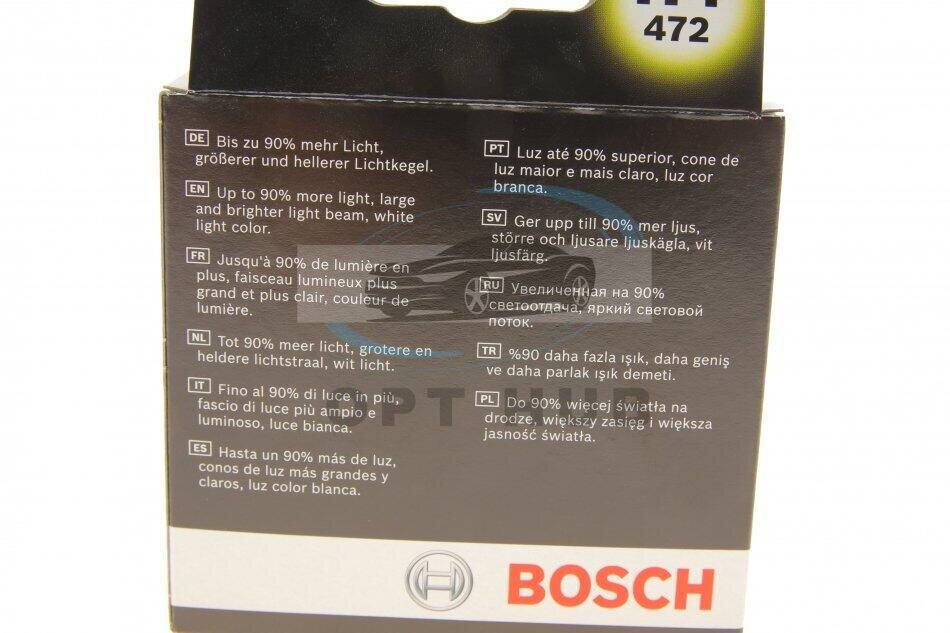 472
DE Bis zu 90% mehr Licht,
größerer und hellerer Lichtkegel.
EN Up to 90% more light, large
and brighter light beam, white
light color.
FR Jusqu'à 90% de lumière en
plus, faisceau lumineux plus
grand et plus clair, couleur de
lumière.
NL Tot 90% meer licht, grotere en
heldere lichtstraal, wit licht.
IT Fino al 90% di luce in più,
fascio di luce più ampio e
luminoso, luce bianca.
ES Hasta un 90% más de luz,
conos de luz más grandes y
claros, luz color blanca.
PT Luz até 90% superior, cone de
luz maior e mais claro, luz cor
branca.
SV Ger upp till 90% mer ljus,
större och ljusare ljuskägla, vit
ljusfärg.
RU Увеличенная на 90%
светоотдача, яркий световой
поток.
TR %90 daha fazla ışık, daha geniş
ve daha parlak ışık demeti.
PL Do 90% więcej światła na
drodze, większy zasięg i większa
jasność światła.
OPT HUB
BOSCH